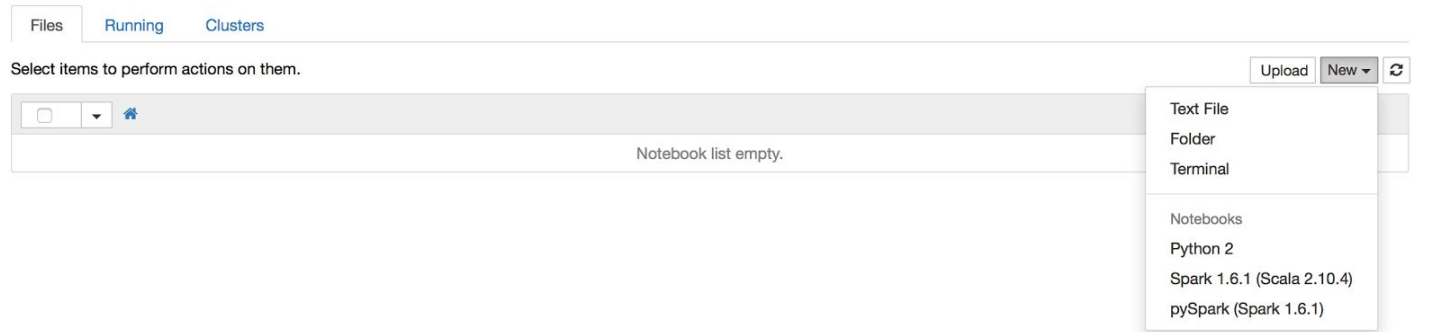 Files Running Clusters
Select items to perform actions on them.
Upload New
Text File
Folder
Terminal
Notebook list empty.
Notebooks
Python 2
Spark 1.6.1 (Scala 2.10.4)
pySpark (Spark 1.6.1)